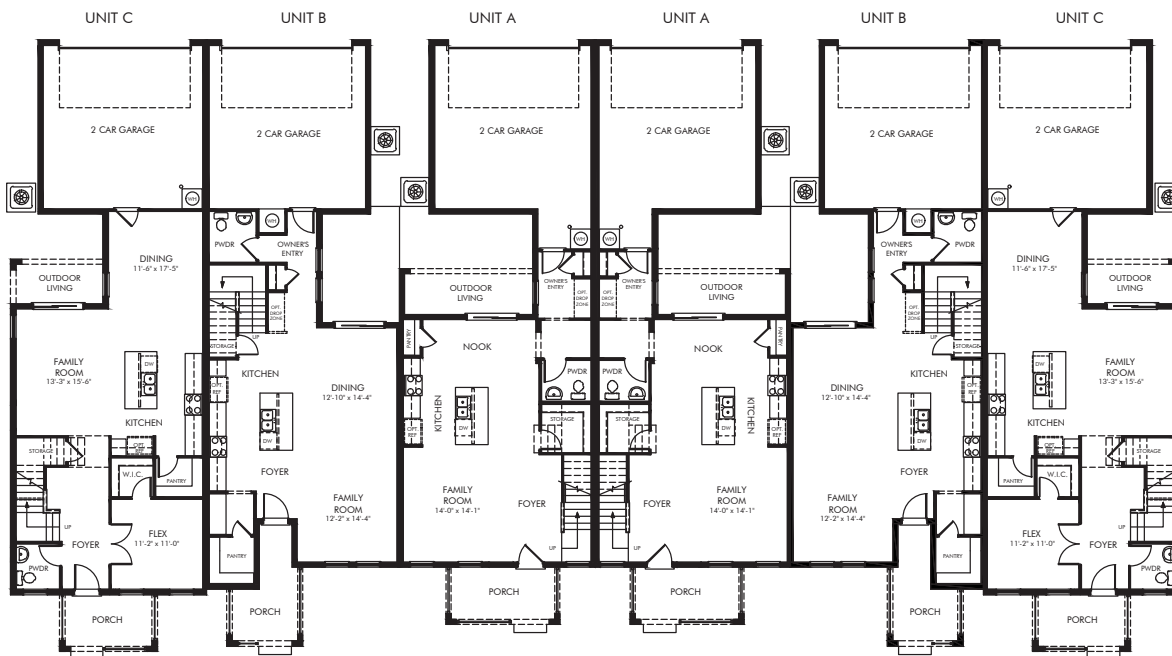 UNIT C
UNIT B
UNIT A
UNIT A
UNIT B
UNIT C
2 CAR GARAGE
2 CAR GARAGE
2 CAR GARAGE
2 CAR GARAGE
2 CAR GARAGE
2 CAR GARAGE
WH
DINING
11'-6" x 17'-5"
OUTDOOR
LIVING
FAMILY
ROOM
13'-3" x 15'-6"
DW
KITCHEN
OPT.
REF
STORAGE
W.I.C.
PANTRY
UP
FOYER
FLEX
11'-2" x 11'-0"
PWDR
PORCH
PWDR
WH
OWNER'S
ENTRY
OPT.
DROP
ZONE
UP
STORAGE
KITCHEN
OPT.
REF
DINING
12'-10" x 14'-4"
DW
FOYER
FAMILY
ROOM
12'-2" x 14'-4"
PANTRY
PORCH
WH
OWNER'S
ENTRY
OPT.
DROP
ZONE
OUTDOOR
LIVING
PANTRY
NOOK
PWDR
KITCHEN
OPT.
REF
DW
STORAGE
FAMILY
ROOM
14'-0" x 14'-1"
FOYER
UP
PORCH
WH
OWNER'S
ENTRY
OPT.
DROP
ZONE
OUTDOOR
LIVING
PANTRY
NOOK
PWDR
KITCHEN
OPT.
REF
DW
STORAGE
FAMILY
ROOM
14'-0" x 14'-1"
FOYER
UP
PORCH
WH
PWDR
OWNER'S
ENTRY
OPT.
DROP
ZONE
UP
STORAGE
KITCHEN
OPT.
REF
DINING
12'-10" x 14'-4"
DW
FOYER
FAMILY
ROOM
12'-2" x 14'-4"
PANTRY
PORCH
WH
DINING
11'-6" x 17'-5"
OUTDOOR
LIVING
FAMILY
ROOM
13'-3" x 15'-6"
DW
KITCHEN
OPT.
REF
STORAGE
W.I.C.
PANTRY
UP
FLEX
11'-2" x 11'-0"
FOYER
PWDR
PORCH